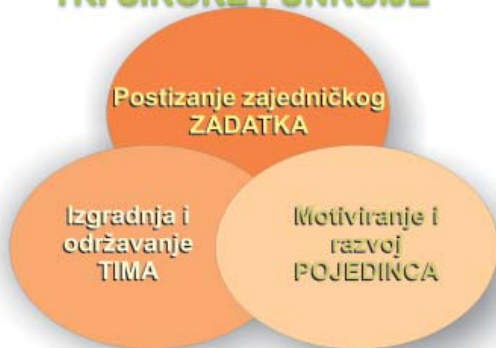 Postizanje zajedničkog
ZADATKA
Izgradnja i
održavanje
TIMA
Motiviranje i
razvoj
POJEDINCA